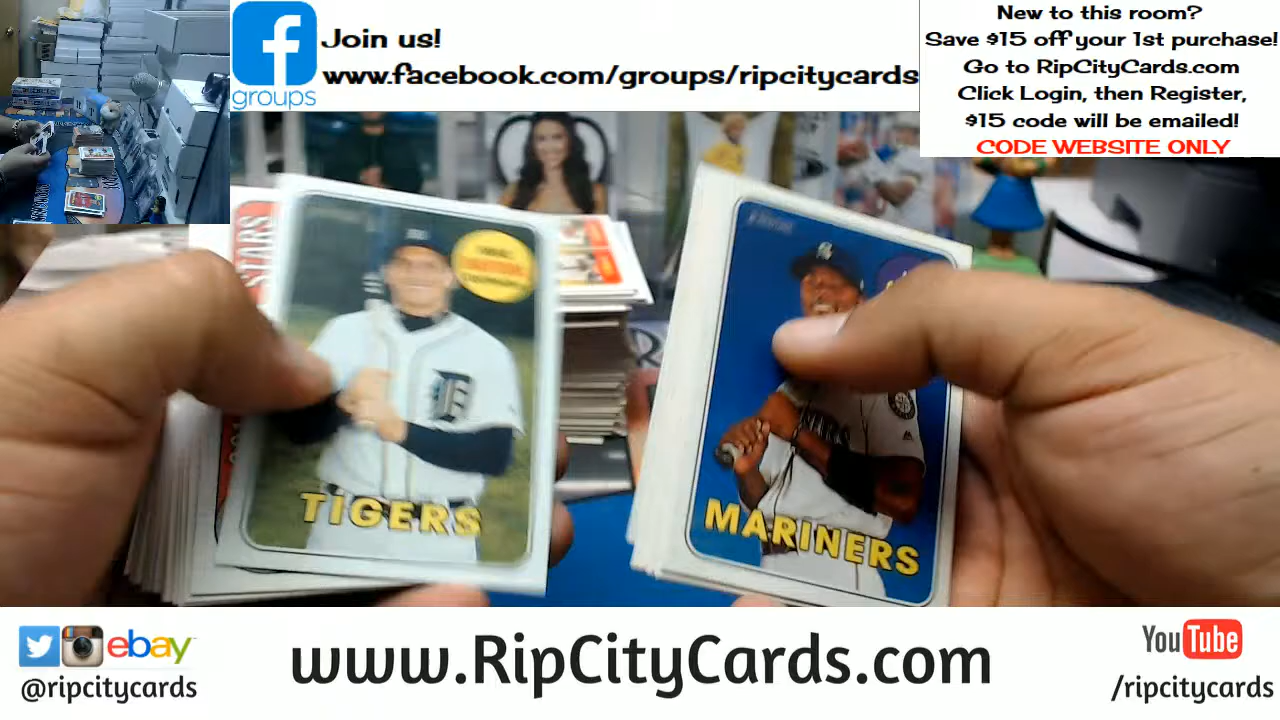 Join us!
www.facebook.com/groups/ripcitycards
groups
New to this room?
Save $15 off your 1st purchase!
Go to RipCityCards.com
Click Login, then Register,
$15 code will be emailed!
CODE WEBSITE ONLY
STARS
TIGERS
MARINERS
ebay
@ripcitycards
www.RipCityCards.com
YouTube
/ripcitycards